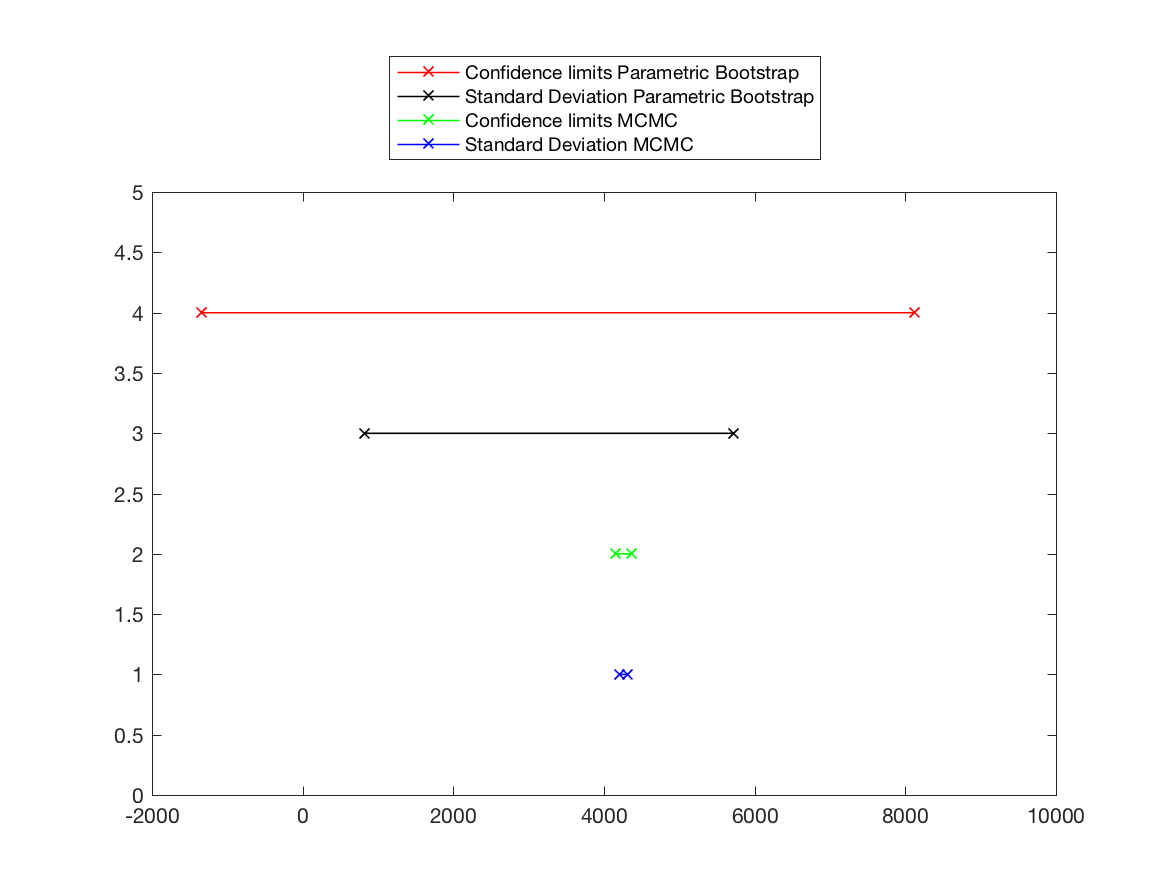 Confidence limits Parametric Bootstrap
Standard Deviation Parametric Bootstrap
Confidence limits MCMC
Standard Deviation MCMC
5
4.5
4
3.5
3
2.5
2
1.5
1
0.5
0
-2000 0 2000 4000 6000 8000 10000